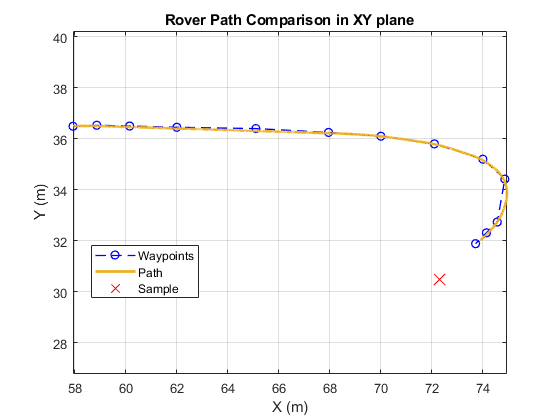 Rover Path Comparison in XY plane
40
38
36
34
32
30
28
Y (m)
Waypoints
Path
Sample
58
60
62
64
66
68
70
72
74
X (m)